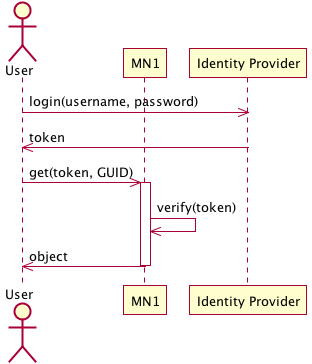 User
MN1
Identity Provider
login(username, password)
token
get(token, GUID)
verify(token)
object
User
MN1
Identity Provider